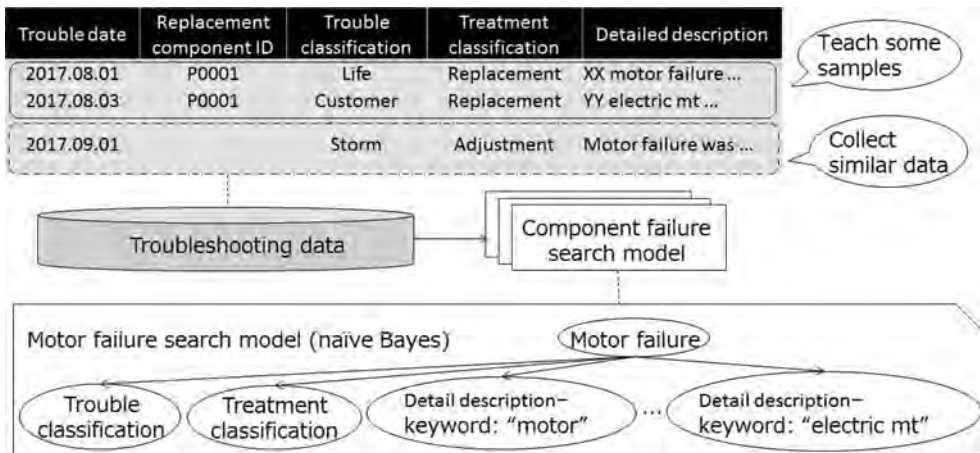 Trouble date
Replacement component ID
Trouble classification
Treatment classification
Detailed description
2017.08.01 P0001 Life Replacement XX motor failure ...
2017.08.03 P0001 Customer Replacement YY electric mt ...
2017.09.01 Storm Adjustment Motor failure was ...
Teach some
samples
Collect
similar data
Troubleshooting data
Component failure
search model
Motor failure search model (naïve Bayes)
Motor failure
Trouble
classification
Treatment
classification
Detail description–
keyword: “motor”
...
Detail description–
keyword: “electric mt”